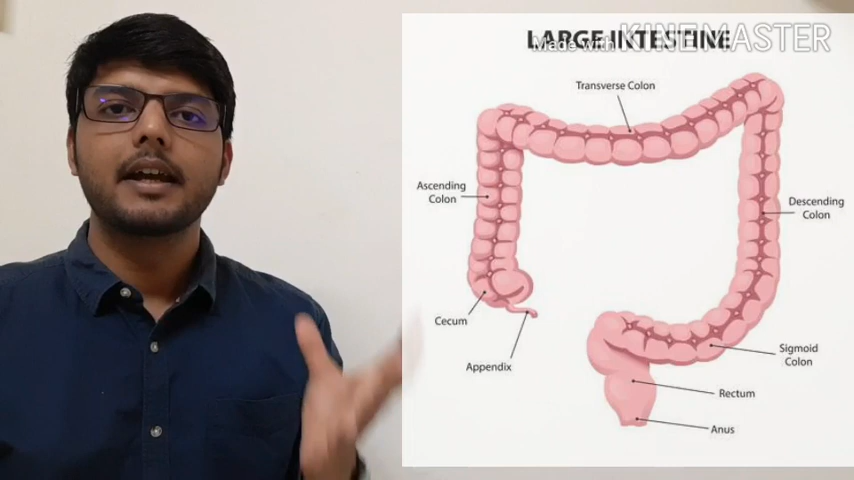 LARGE INTESTINE
Made with KINEMASTER
Transverse Colon
Ascending
Colon
Descending
Colon
Cecum
Appendix
Sigmoid
Colon
Rectum
Anus